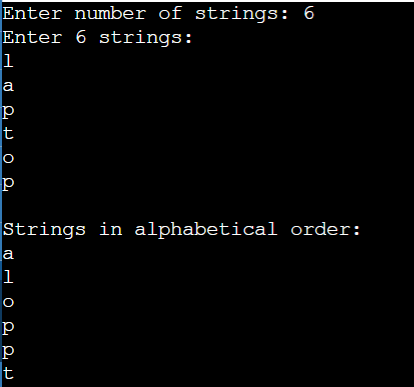 Enter number of strings: 6
Enter 6 strings:
l
a
p
t
o
p
Strings in alphabetical order:
a
l
o
p
p
t